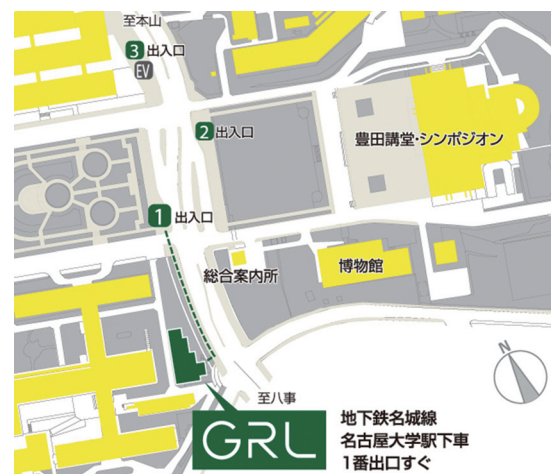 至本山
3 出入口
EV
2 出入口
豊田講堂・シンポジオン
1 出入口
総合案内所
博物館
N
至八事
GRL
地下鉄名城線
名古屋大学駅下車
1番出口すぐ